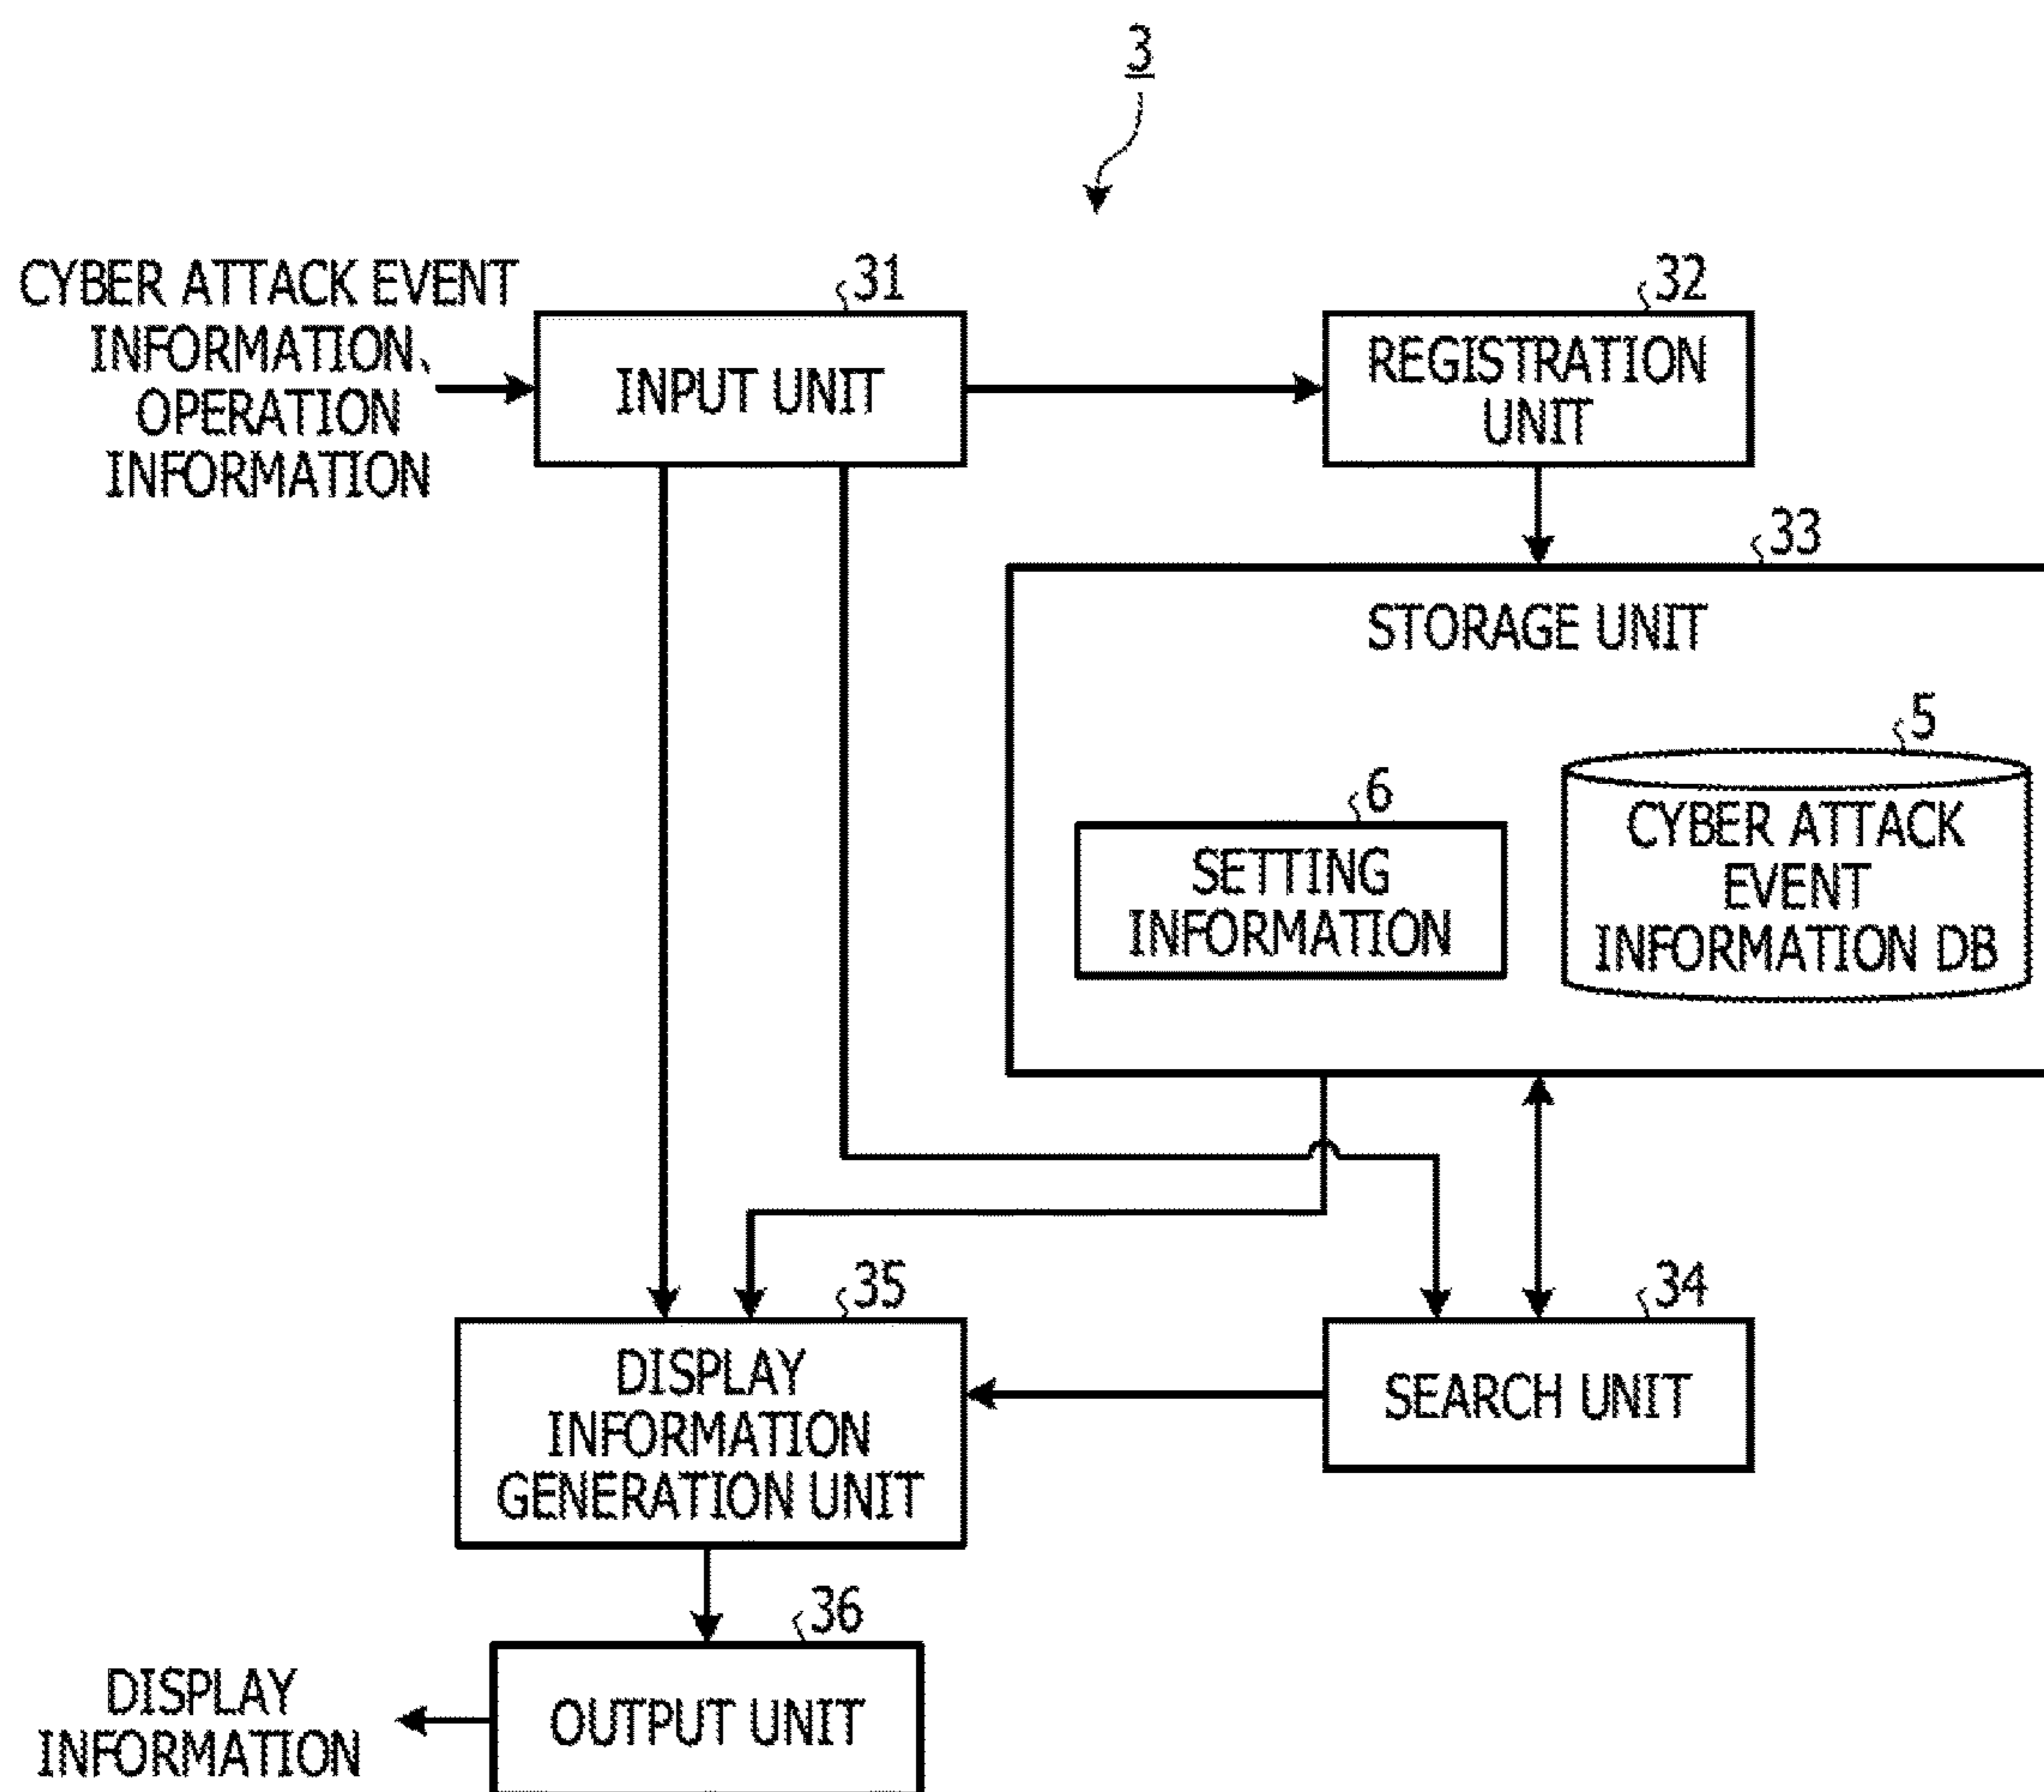 3
CYBER ATTACK EVENT
INFORMATION、
OPERATION
INFORMATION
31
INPUT UNIT
32
REGISTRATION
UNIT
33
STORAGE UNIT
6
SETTING
INFORMATION
5
CYBER ATTACK
EVENT
INFORMATION DB
35
DISPLAY
INFORMATION
GENERATION UNIT
34
SEARCH UNIT
36
OUTPUT UNIT
DISPLAY
INFORMATION